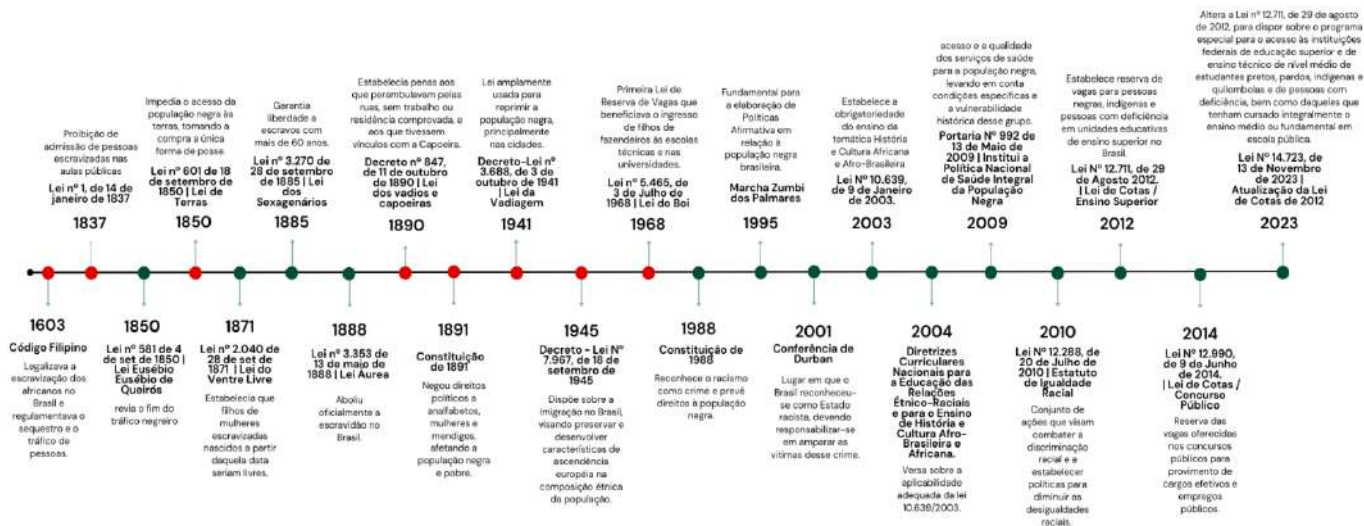 Proibição de
admissão de pessoas
escravizadas nas
aulas públicas
Lei nº 1, de 14 de
janeiro de 1837
1837
Impedia o acesso da
população negra às
terras, tornando a
compra a única
forma de posse.
Lei nº 601 de 18
de setembro de
1850 | Lei de
Terras
1850
Garantia
liberdade a
escravos com
mais de 60 anos.
Lei nº 3.270 de
28 setembro de
1885 | Lei
dos
Sexagenários
1885
Estabelecia penas aos
que perambulavam pelas
ruas, sem trabalho ou
residência comprovada, e
aos que tivessem
vínculos com a Capoeira.
Decreto nº 847,
de 11 de outubro
de 1890 | Lei
dos vadios e
capoeiras
1890
Lei amplamente
usada para
reprimir a
população negra,
principalmente
nas cidades.
Decreto-Lei nº
3.688, de 3 de
outubro de 1941
| Lei da
Vadiagem
1941
Primeira Lei de
Reserva de Vagas que
beneficiava o ingresso
de filhos de
fazendeiros às escolas
técnicas e nas
universidades.
Lei nº 5.465, de
3 de Julho de
1968 | Lei do Boi
1968
Fundamental para
a elaboração de
Políticas
Afirmativa em
relação à
população negra
brasileira.
Marcha Zumbi
dos Palmares
1995
Estabelece a
obrigatoriedade
do ensino da
temática História
e Cultura Africana
e Afro-Brasileira
Lei Nº 10.639,
de 9 de Janeiro
de 2003.
2003
acesso e a qualidade
dos serviços de saúde
para a população negra,
levando em conta
condições específicas e
a vulnerabilidade
histórica desse grupo.
Portaria Nº 992 de
13 de Maio de
2009 | Institui a
Política Nacional
de Saúde Integral
da População
Negra
2009
Estabelece reserva de
vagas para pessoas
negras, indígenas e
pessoas com deficiência
em unidades educativas
de ensino superior no
Brasil.
Lei Nº 12.711, de 29
de Agosto 2012.
| Lei de Cotas /
Ensino Superior
2012
Altera a Lei nº 12.711, de 29 de agosto
de 2012, para dispor sobre o programa
especial para o acesso às instituições
federais de educação superior e de
ensino técnico de nível médio de
estudantes pretos, pardos, indígenas e
quilombolas e de pessoas com
deficiência, bem como daqueles que
tenham cursado integralmente o
ensino médio ou fundamental em
escola pública.
Lei Nº 14.723,
13 de Novembro
de 2023 |
Atualização da Lei
de Cotas de 2012
2023
1603
Código Filipino
Legalizava a
escravização dos
africanos no
Brasil e
regulamentava o
sequestro e o
tráfico de
pessoas.
1850
Lei nº 581 de 4
de set de 1850 |
Lei Eusébio
Eusébio de
Queirós
revia o fim do
tráfico negreiro
1871
Lei nº 2.040 de
28 de set de
1871 | Lei do
Ventre Livre
Estabelecia que
filhos de
mulheres
escravizadas
nascidos a partir
daquela data
seriam livres.
1888
Lei nº 3.353 de
13 de maio de
1888 | Lei Áurea
Aboliu
oficialmente a
escravidão no
Brasil.
1891
Constituição
de 1891
Negou direitos
políticos a
analfabetos,
mulheres e
mendigos,
afetando a
população negra
e pobre.
1945
Decreto - Lei Nº
7.967, de 18 de
setembro de
1945
Dispõe sobre a
Imigração no Brasil,
visando preservar e
desenvolver
características de
ascendência
européia na
composição étnica
da população.
1988
Constituição de
1988
Reconhece o racismo
como crime e prevê
direitos à população
negra.
2001
Conferência de
Durban
Lugar em que o
Brasil reconheceu-
se como Estado
racista, devendo
responsabilizar-se
em amparar as
vítimas desse crime.
2004
Diretrizes
Curriculares
Nacionais para
a Educação das
Relações
Étnico-Raciais
e para o Ensino
de História e
Cultura Afro-
Brasileira e
Africana.
Versa sobre a
aplicabilidade
adequada da lei
10.639/2003.
2010
Lei Nº 12.288, de
20 de Julho de
2010 | Estatuto
de Igualdade
Racial
Conjunto de
ações que visam
combater a
discriminação
racial e a
estabelecer
políticas para
diminuir as
desigualdades
raciais.
2014
Lei Nº 12.990,
de 9 de Junho
de 2014.
| Lei de Cotas /
Concurso
Público
Reserva das
vagas oferecidas
nos concursos
públicos para
provimento de
cargos efetivos e
empregos
públicos.